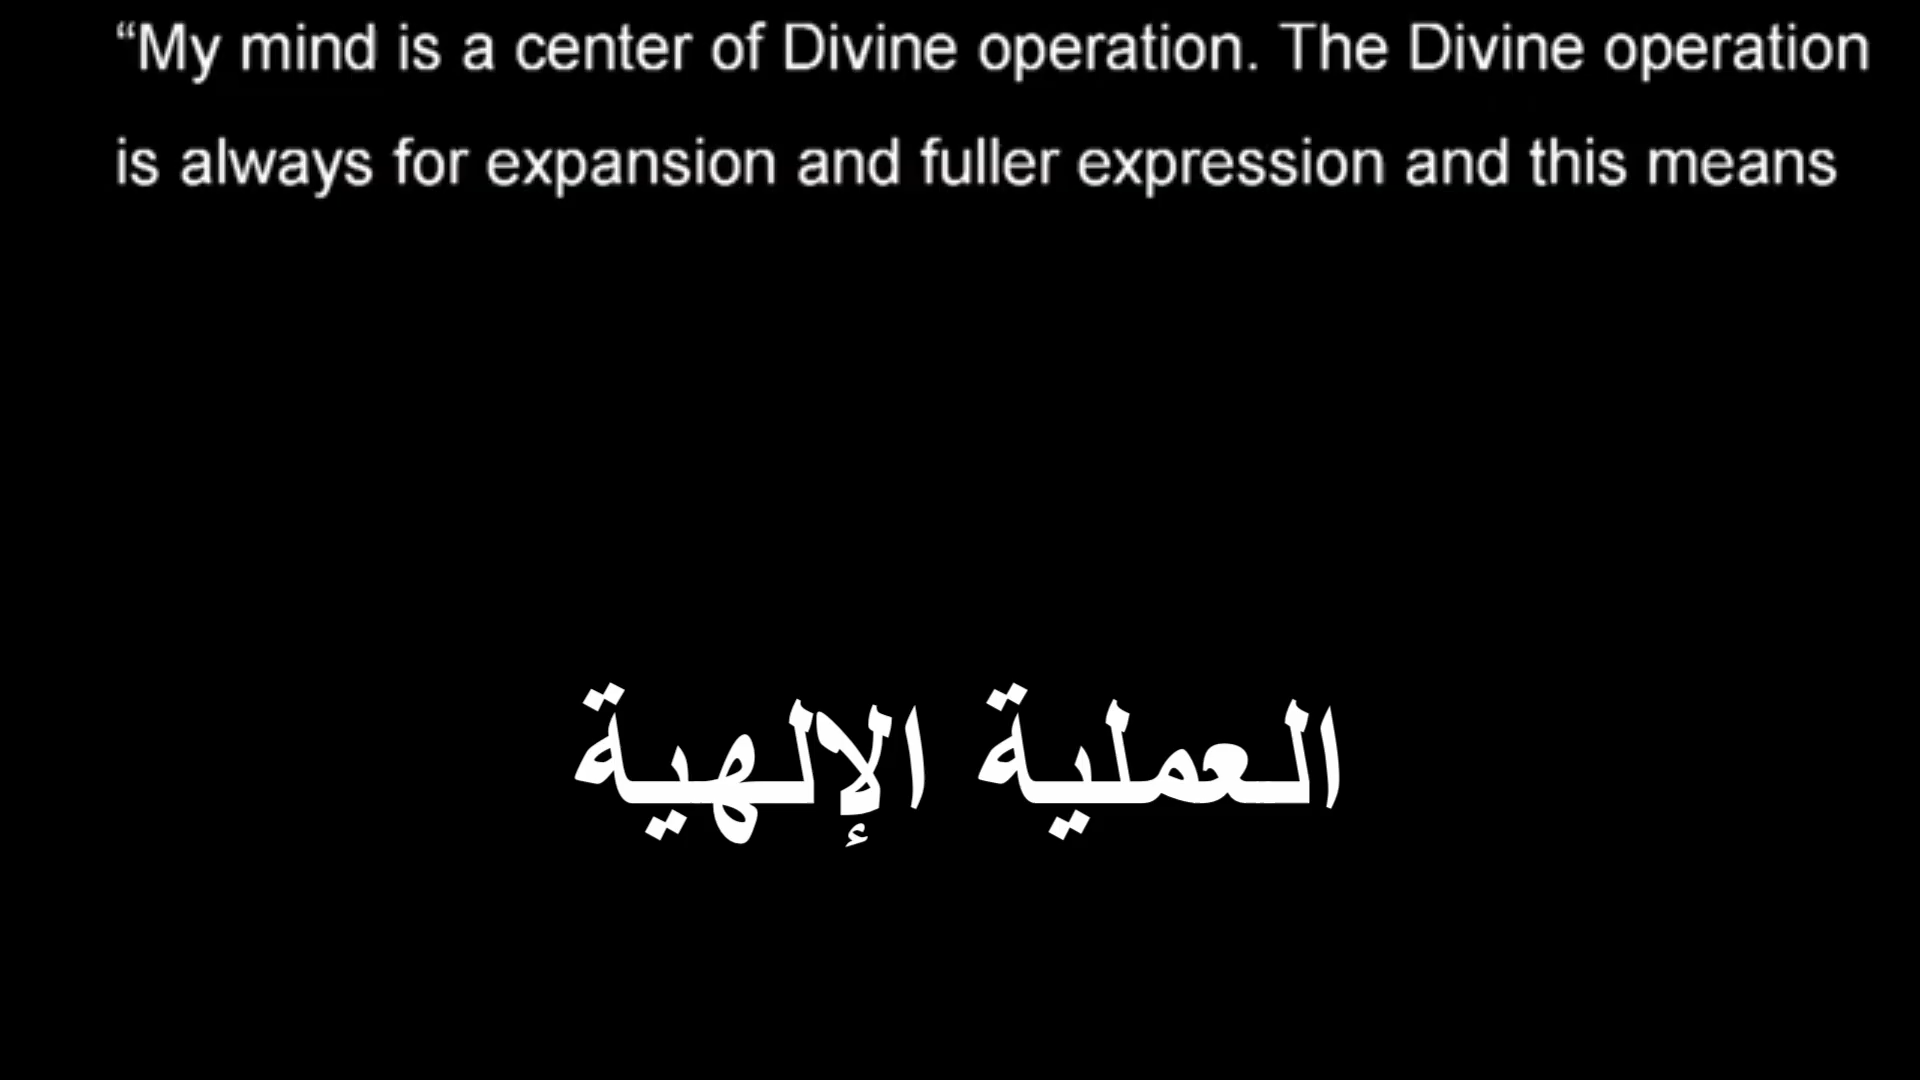 “My mind is a center of Divine operation. The Divine operation
is always for expansion and fuller expression and this means
العملية الإلهية